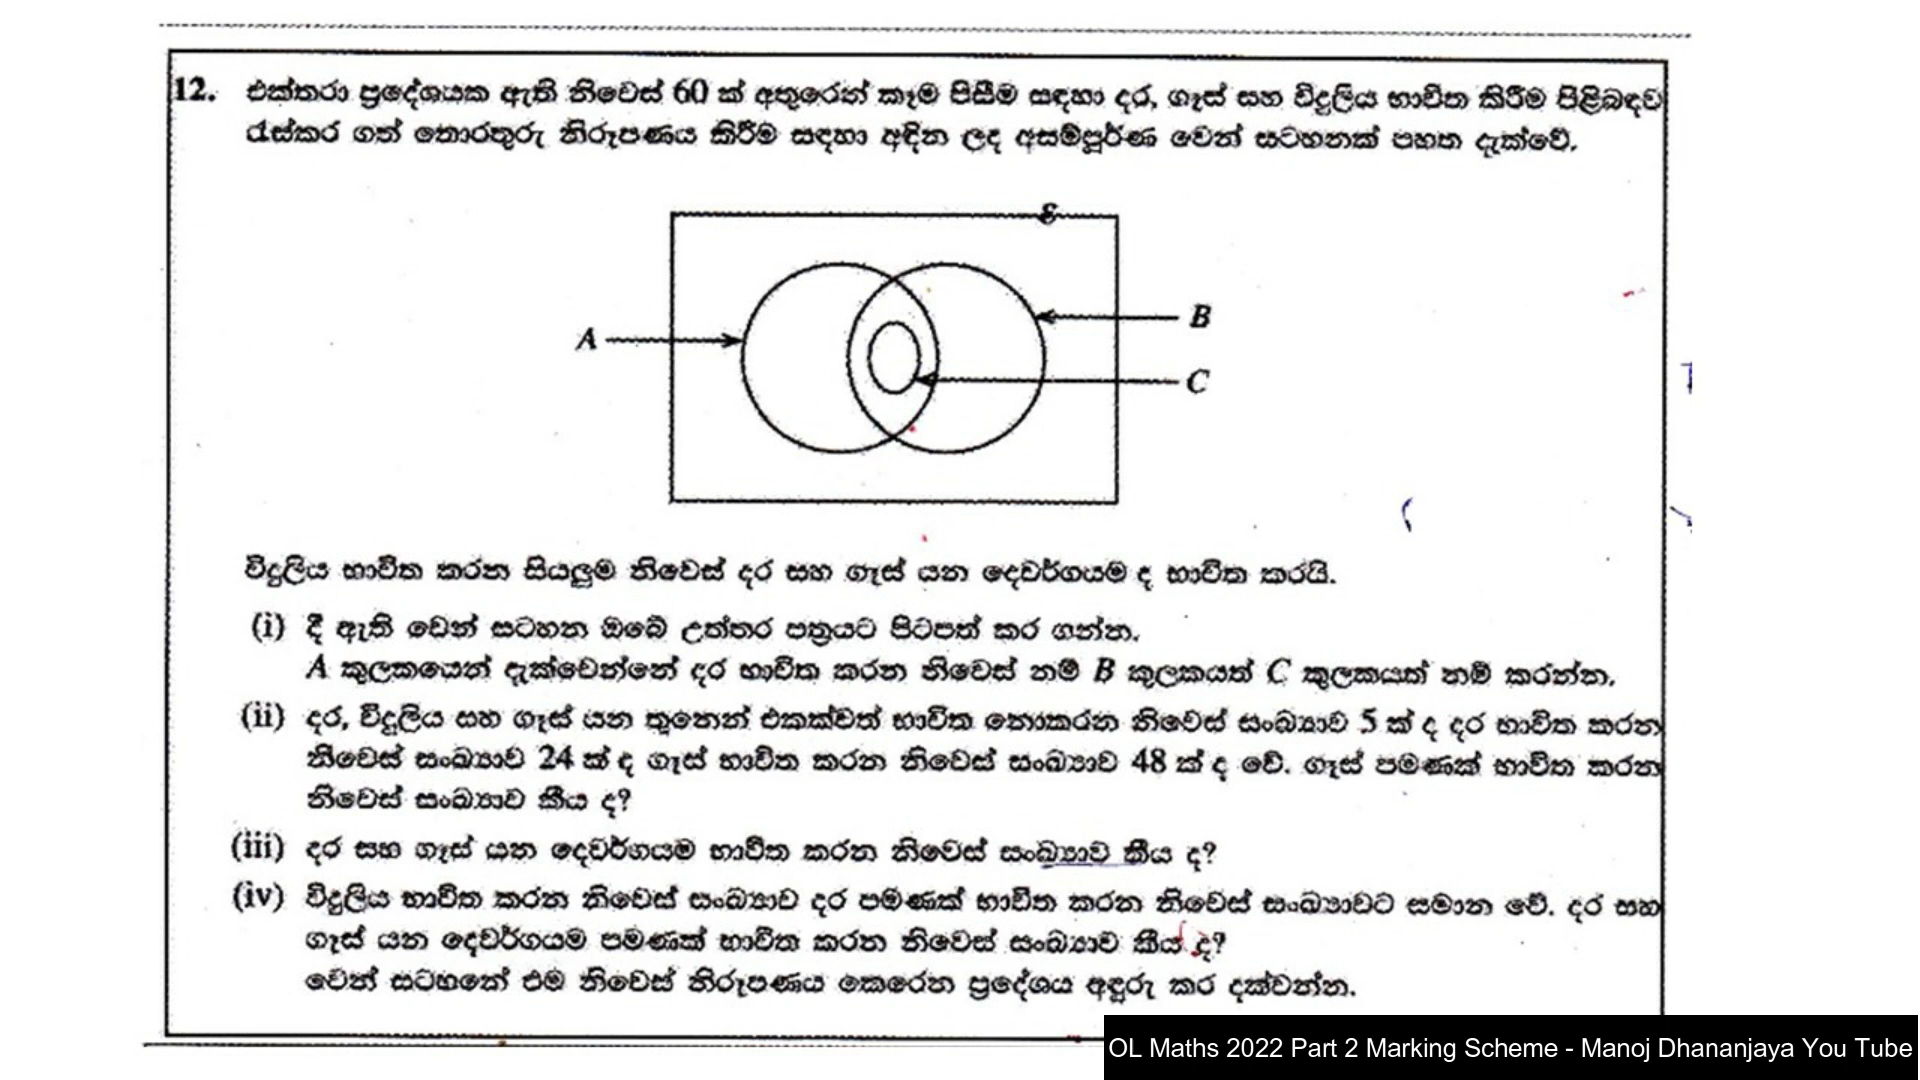 12. එක්තරා ප්‍රදේශයක ඇති නිවෙස් 60 ක් අතුරෙන් කෑම පිසීම සඳහා දර, ගෑස් සහ විදුලිය භාවිත කිරීම පිළිබඳව
රැස්කර ගත් තොරතුරු නිරූපණය කිරීම සඳහා අඳින ලද අසම්පූර්ණ වෙන් සටහනක් පහත දැක්වේ.
ℰ
A
B
C
විදුලිය භාවිත කරන සියලුම නිවෙස් දර සහ ගෑස් යන දෙවර්ගයම ද භාවිත කරයි.
(i) දී ඇති වෙන් සටහන ඔබේ උත්තර පත්‍රයට පිටපත් කර ගන්න.
A කුලකයෙන් දැක්වෙන්නේ දර භාවිත කරන නිවෙස් නම් B කුලකයත් C කුලකයත් නම් කරන්න.
(ii) දර, විදුලිය සහ ගෑස් යන තුනෙන් එකක්වත් භාවිත නොකරන නිවෙස් සංඛ්‍යාව 5 ක් ද දර භාවිත කරන
නිවෙස් සංඛ්‍යාව 24 ක් ද ගෑස් භාවිත කරන නිවෙස් සංඛ්‍යාව 48 ක් ද වේ. ගෑස් පමණක් භාවිත කරන
නිවෙස් සංඛ්‍යාව කීය ද?
(iii) දර සහ ගෑස් යන දෙවර්ගයම භාවිත කරන නිවෙස් සංඛ්‍යාව කීය ද?
(iv) විදුලිය භාවිත කරන නිවෙස් සංඛ්‍යාව දර පමණක් භාවිත කරන නිවෙස් සංඛ්‍යාවට සමාන වේ. දර සහ
ගෑස් යන දෙවර්ගයම පමණක් භාවිත කරන නිවෙස් සංඛ්‍යාව කීය ද?
වෙන් සටහනේ එම නිවෙස් නිරූපණය කෙරෙන ප්‍රදේශය අඳුරු කර දක්වන්න.
OL Maths 2022 Part 2 Marking Scheme - Manoj Dhananjaya You Tube